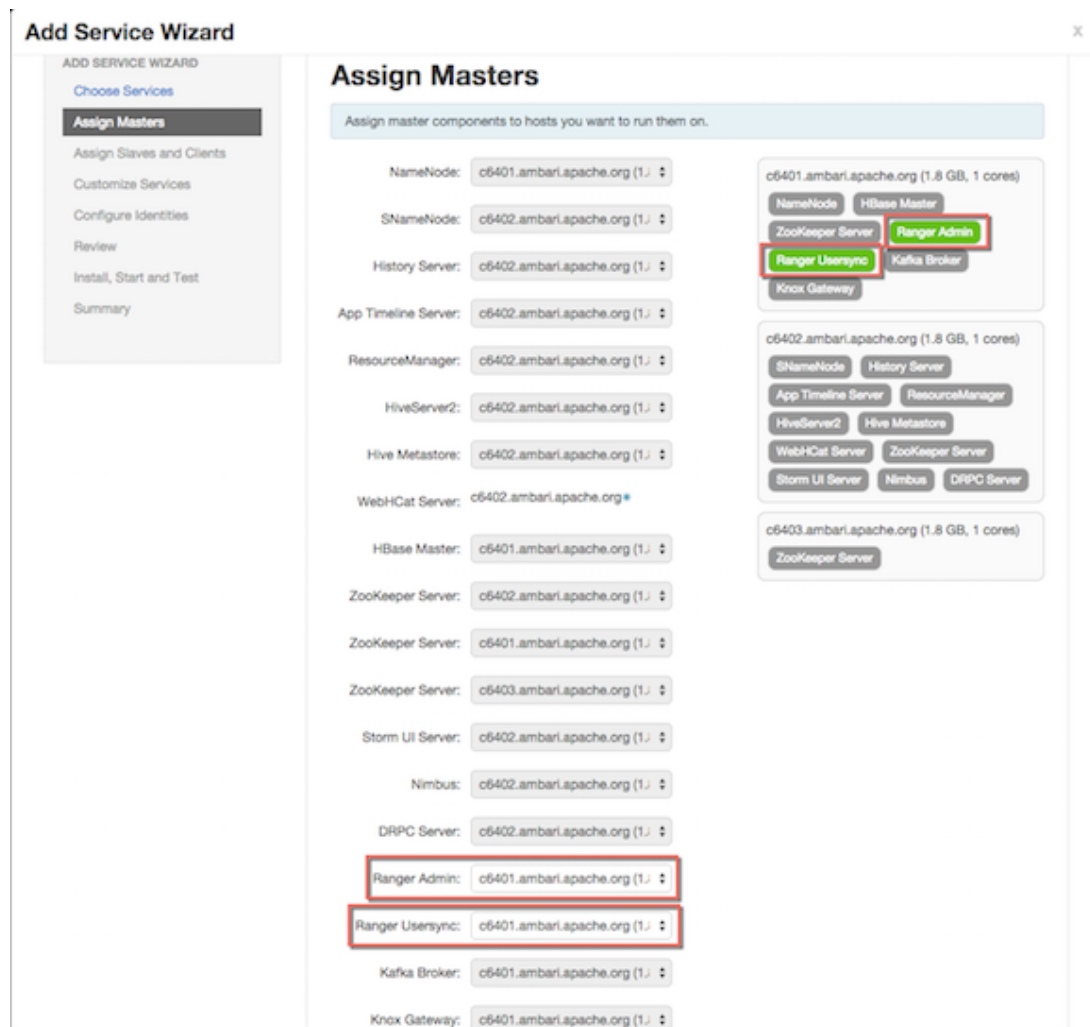 Add Service Wizard
x
ADD SERVICE WIZARD
Choose Services
Assign Masters
Assign Slaves and Clients
Customize Services
Configure Identities
Review
Install, Start and Test
Summary
Assign Masters
Assign master components to hosts you want to run them on.
NameNode: c6401.ambari.apache.org (1.
SNameNode: c6402.ambari.apache.org (1.
History Server: c6402.ambari.apache.org (1.
App Timeline Server: c6402.ambari.apache.org (1.
ResourceManager: c6402.ambari.apache.org (1.
HiveServer2: c6402.ambari.apache.org (1.
Hive Metastore: c6402.ambari.apache.org (1.
WebHCat Server: c6402.ambari.apache.org*
HBase Master: c6401.ambari.apache.org (1.
ZooKeeper Server: c6402.ambari.apache.org (1.
ZooKeeper Server: c6401.ambari.apache.org (1.
ZooKeeper Server: c6403.ambari.apache.org (1.
Storm UI Server: c6402.ambari.apache.org (1.
Nimbus: c6402.ambari.apache.org (1.
DRPC Server: c6402.ambari.apache.org (1.
Ranger Admin: c6401.ambari.apache.org (1.
Ranger Usersync: c6401.ambari.apache.org (1.
Kafka Broker: c6401.ambari.apache.org (1.
Knox Gateway: c6401.ambari.apache.org (1.
c6401.ambari.apache.org (1.8 GB, 1 cores)
NameNode HBase Master
ZooKeeper Server Ranger Admin
Ranger Usersync Kafka Broker
Knox Gateway
c6402.ambari.apache.org (1.8 GB, 1 cores)
SNameNode History Server
App Timeline Server ResourceManager
HiveServer2 Hive Metastore
WebHCat Server ZooKeeper Server
Storm UI Server Nimbus DRPC Server
c6403.ambari.apache.org (1.8 GB, 1 cores)
ZooKeeper Server